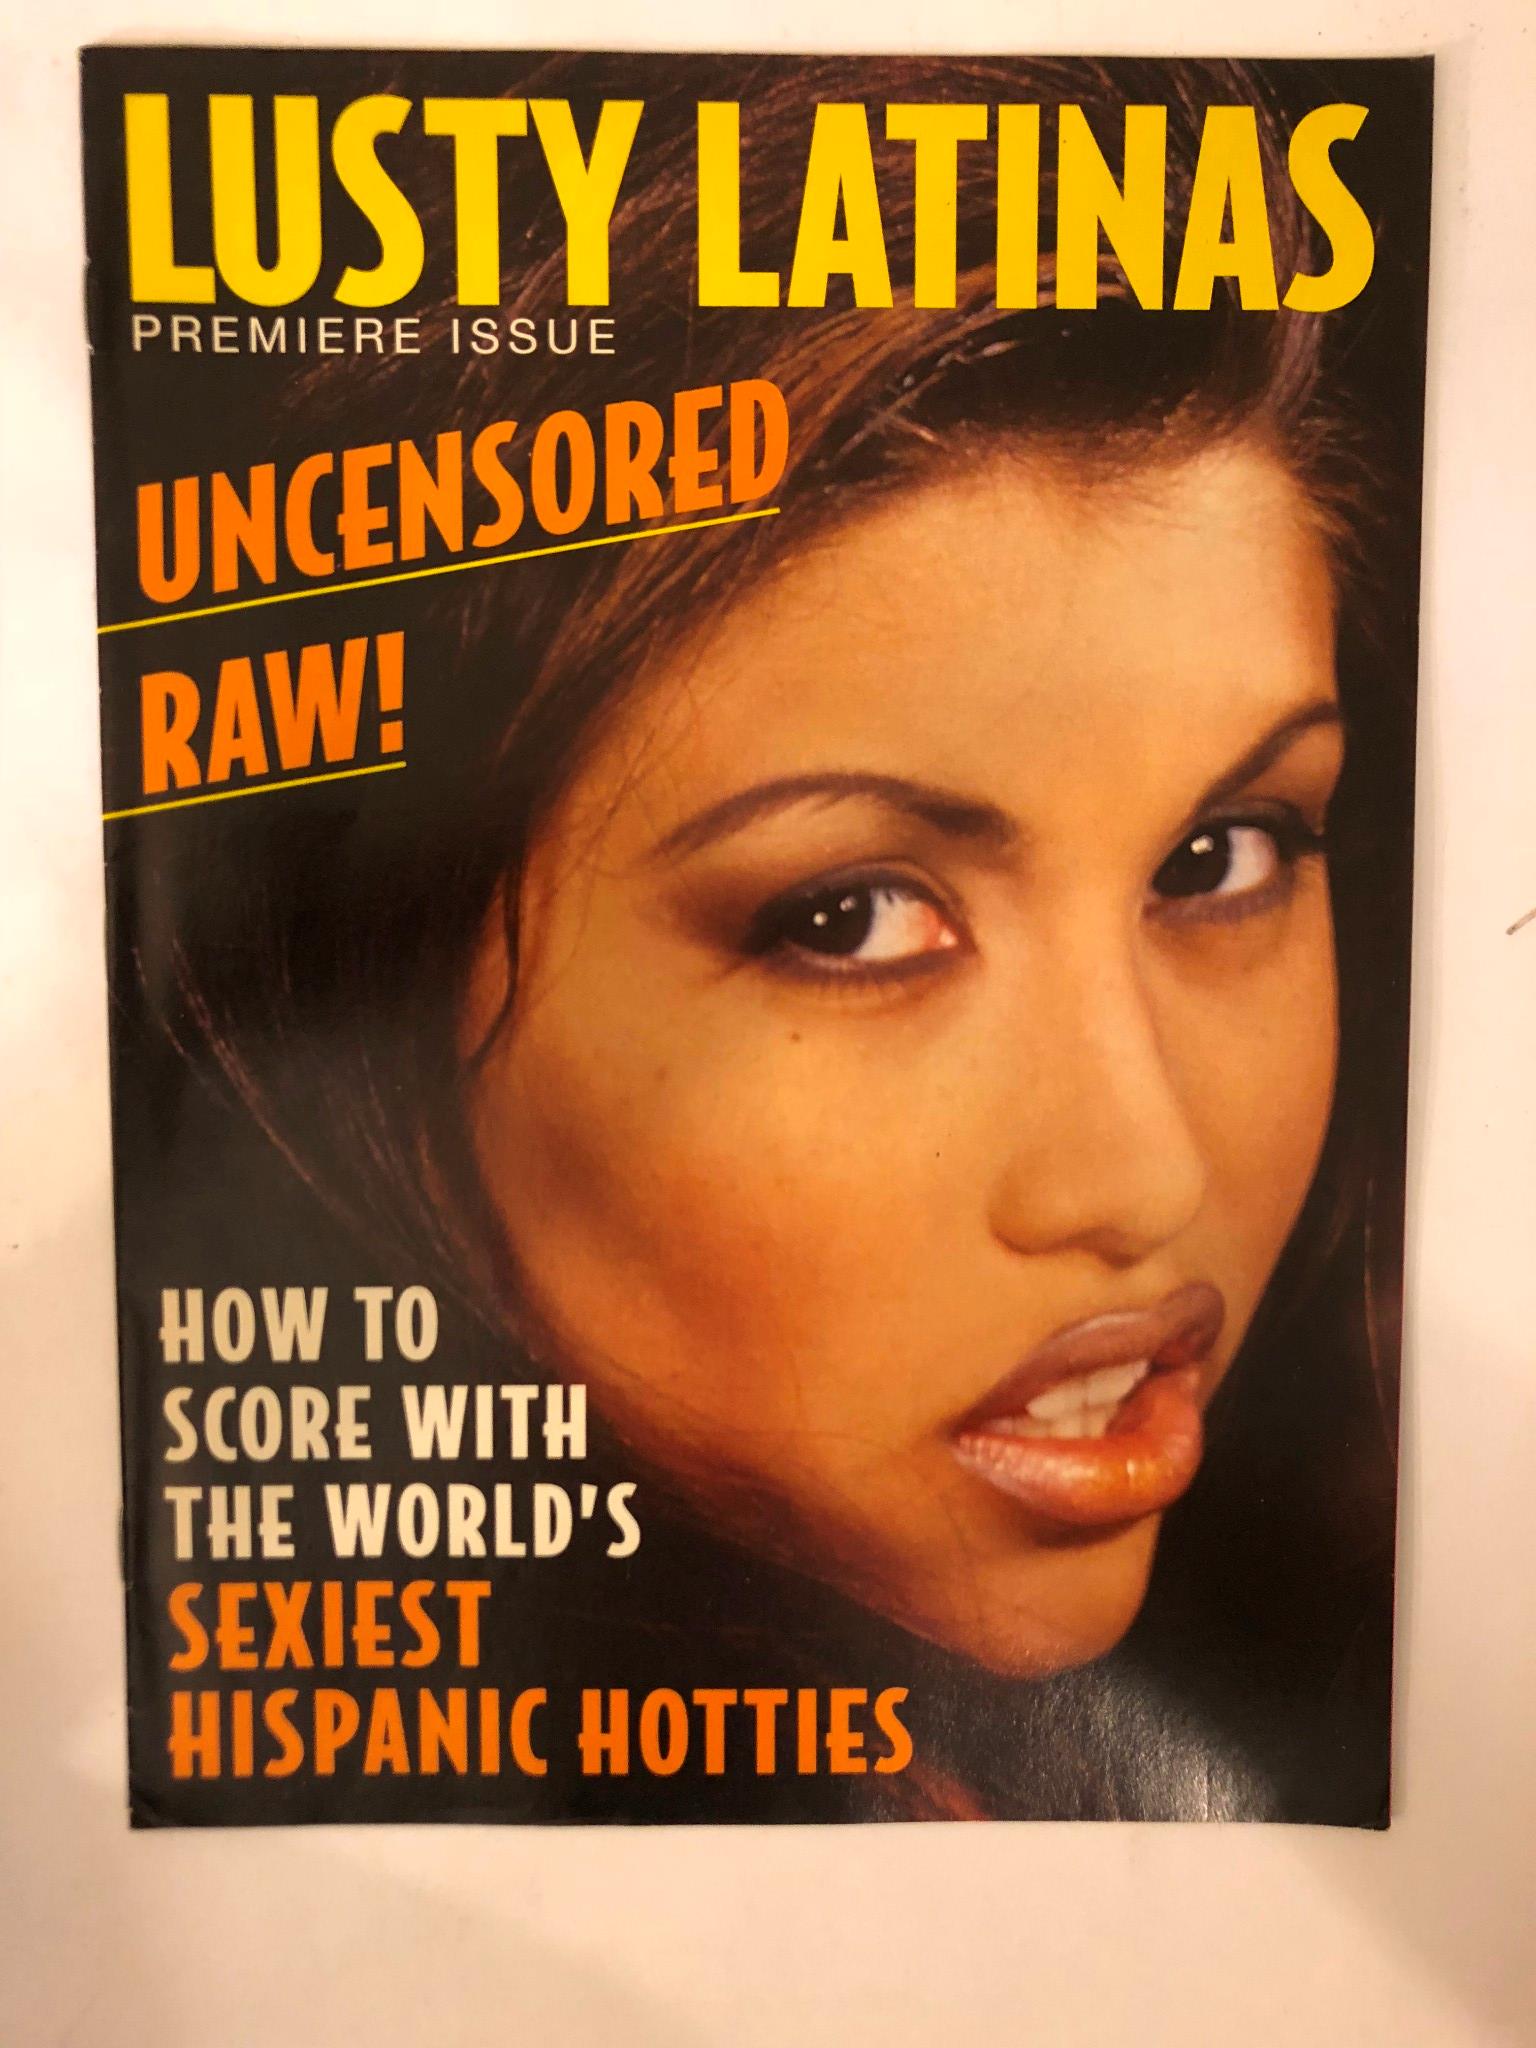 LUSTY LATINAS
PREMIERE ISSUE
UNCENSORED
RAW!
HOW TO
SCORE WITH
THE WORLD'S
SEXIEST
HISPANIC HOTTIES